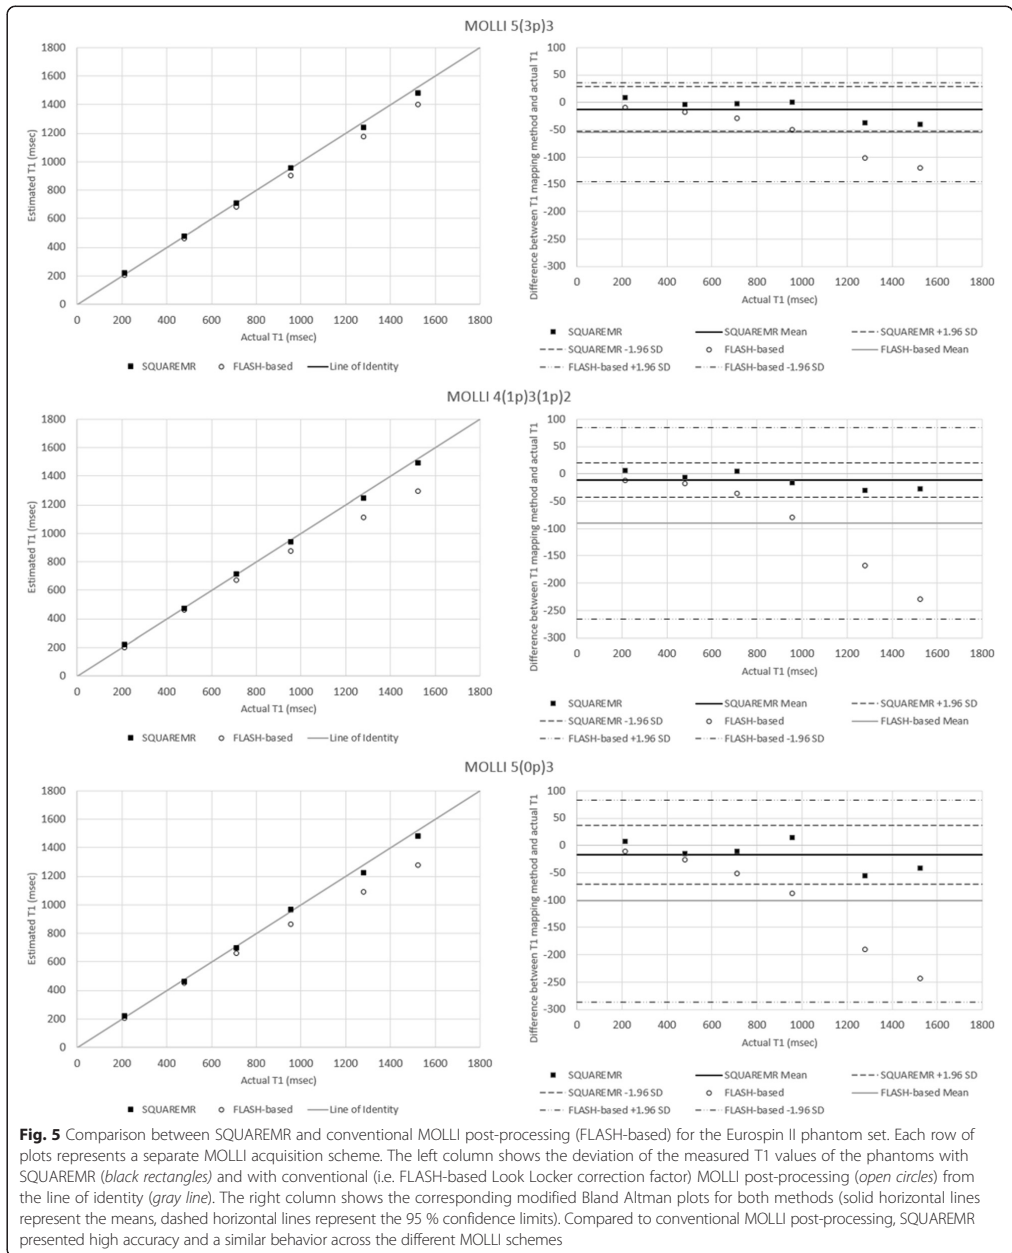 MOLLI 5(3p)3
1800
1600
1400
1200
1000
800
600
400
200
0
Estimated T1 (msec)
0 200 400 600 800 1000 1200 1400 1600 1800
Actual T1 (msec)
SQUAREMR FLASH-based Line of Identity
100
50
0
-50
-100
-150
-200
-250
-300
Difference between T1 mapping method and actual T1
0 200 400 600 800 1000 1200 1400 1600 1800
Actual T1 (msec)
SQUAREMR SQUAREMR Mean SQUAREMR +1.96 SD
SQUAREMR -1.96 SD FLASH-based FLASH-based Mean
FLASH-based +1.96 SD FLASH-based -1.96 SD
MOLLI 4(1p)3(1p)2
1800
1600
1400
1200
1000
800
600
400
200
0
Estimated T1 (msec)
0 200 400 600 800 1000 1200 1400 1600 1800
Actual T1 (msec)
SQUAREMR FLASH-based Line of Identity
100
50
0
-50
-100
-150
-200
-250
-300
Difference between T1 mapping method and actual T1
0 200 400 600 800 1000 1200 1400 1600 1800
Actual T1 (msec)
SQUAREMR SQUAREMR Mean SQUAREMR +1.96 SD
SQUAREMR -1.96 SD FLASH-based FLASH-based Mean
FLASH-based +1.96 SD FLASH-based -1.96 SD
MOLLI 5(0p)3
1800
1600
1400
1200
1000
800
600
400
200
0
Estimated T1 (msec)
0 200 400 600 800 1000 1200 1400 1600 1800
Actual T1 (msec)
SQUAREMR FLASH-based Line of Identity
100
50
0
-50
-100
-150
-200
-250
-300
Difference between T1 mapping method and actual T1
0 200 400 600 800 1000 1200 1400 1600 1800
Actual T1 (msec)
SQUAREMR SQUAREMR Mean SQUAREMR +1.96 SD
SQUAREMR -1.96 SD FLASH-based FLASH-based Mean
FLASH-based +1.96 SD FLASH-based -1.96 SD
Fig. 5 Comparison between SQUAREMR and conventional MOLLI post-processing (FLASH-based) for the Eurospin II phantom set. Each row of
plots represents a separate MOLLI acquisition scheme. The left column shows the deviation of the measured T1 values of the phantoms with
SQUAREMR (black rectangles) and with conventional (i.e. FLASH-based Look Locker correction factor) MOLLI post-processing (open circles) from
the line of identity (gray line). The right column shows the corresponding modified Bland Altman plots for both methods (solid horizontal lines
represent the means, dashed horizontal lines represent the 95 % confidence limits). Compared to conventional MOLLI post-processing, SQUAREMR
presented high accuracy and a similar behavior across the different MOLLI schemes